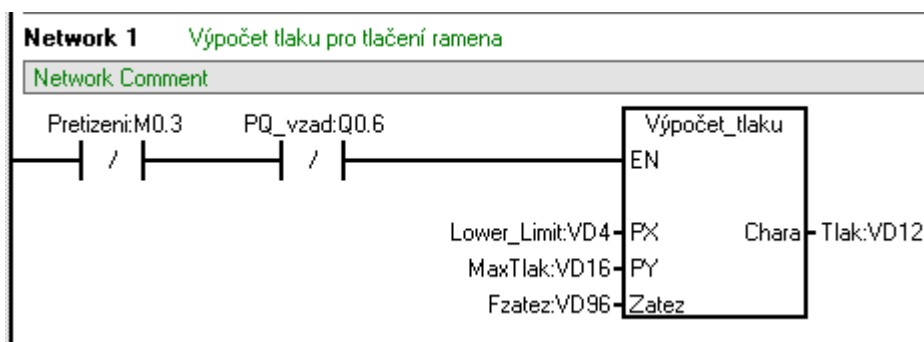 Network 1 Výpočet tlaku pro tlačení ramena
Network Comment
Pretizeni:M0.3 PQ_vzad:Q0.6 Výpočet_tlaku
/ / EN
Lower_Limit:VD4 PX Chara Tlak:VD12
MaxTlak:VD16 PY
Fzatez:VD96 Zatez